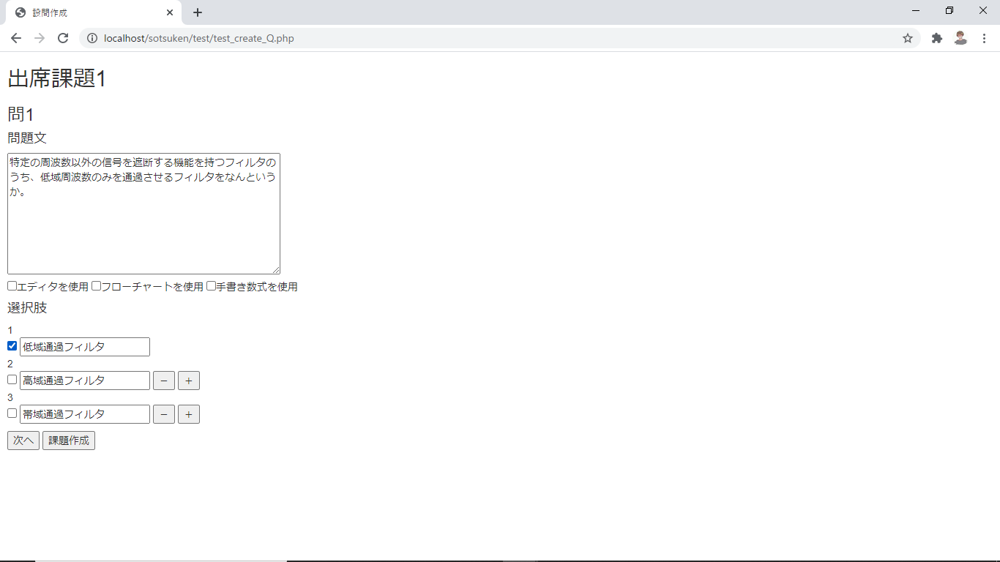 設問作成
localhost/sotsuken/test/test_create_Q.php
出席課題1
問1
問題文
特定の周波数以外の信号を遮断する機能を持つフィルタの
うち、低域周波数のみを通過させるフィルタをなんという
か。
エディタを使用 フローチャートを使用 手書き数式を使用
選択肢
1
低域通過フィルタ
2
高域通過フィルタ － ＋
3
帯域通過フィルタ － ＋
次へ 課題作成